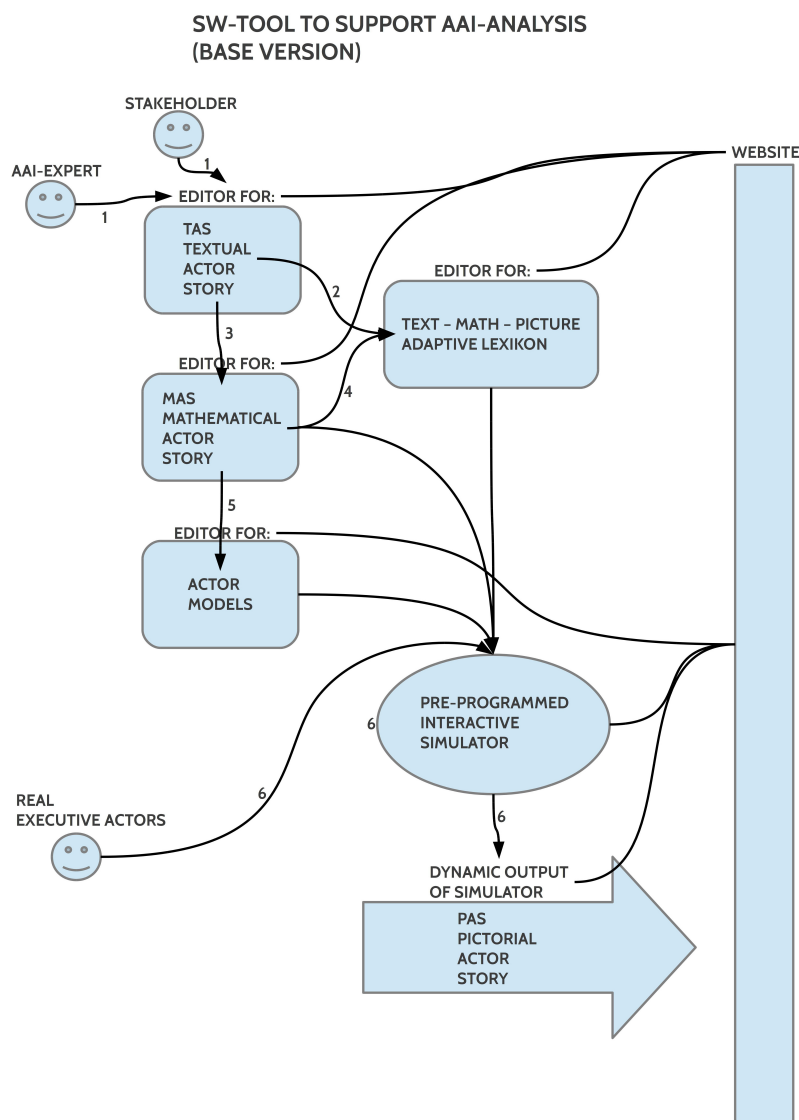 SW-TOOL TO SUPPORT AAI-ANALYSIS
(BASE VERSION)
STAKEHOLDER
1
AAI-EXPERT
1
WEBSITE
EDITOR FOR:
TAS
TEXTUAL
ACTOR
STORY
2
EDITOR FOR:
TEXT – MATH – PICTURE
ADAPTIVE LEXIKON
3
EDITOR FOR:
4
MAS
MATHEMATICAL
ACTOR
STORY
5
EDITOR FOR:
ACTOR
MODELS
6
PRE-PROGRAMMED
INTERACTIVE
SIMULATOR
6
REAL
EXECUTIVE ACTORS
6
DYNAMIC OUTPUT
OF SIMULATOR
PAS
PICTORIAL
ACTOR
STORY